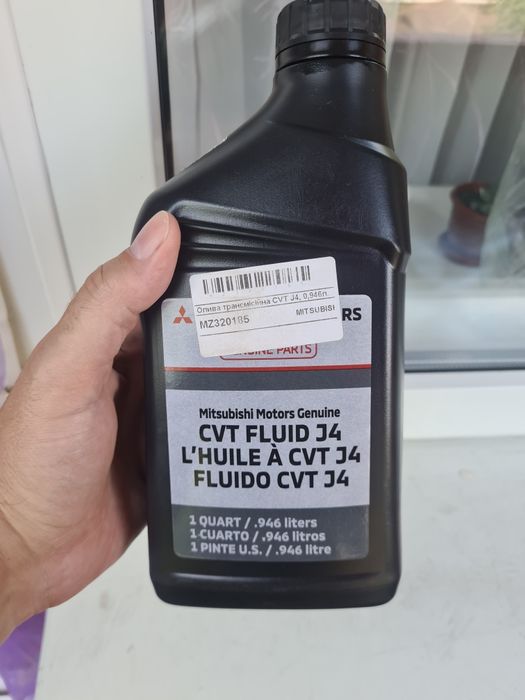 Олива трансмісійна CVT J4, 0,946л.
MZ320185 MITSUBISI
RS
GENUINE PARTS
Mitsubishi Motors Genuine
CVT FLUID J4
L'HUILE À CVT J4
FLUIDO CVT J4
1 QUART / .946 liters
1 CUARTO / .946 litros
1 PINTE U.S. / .946 litre